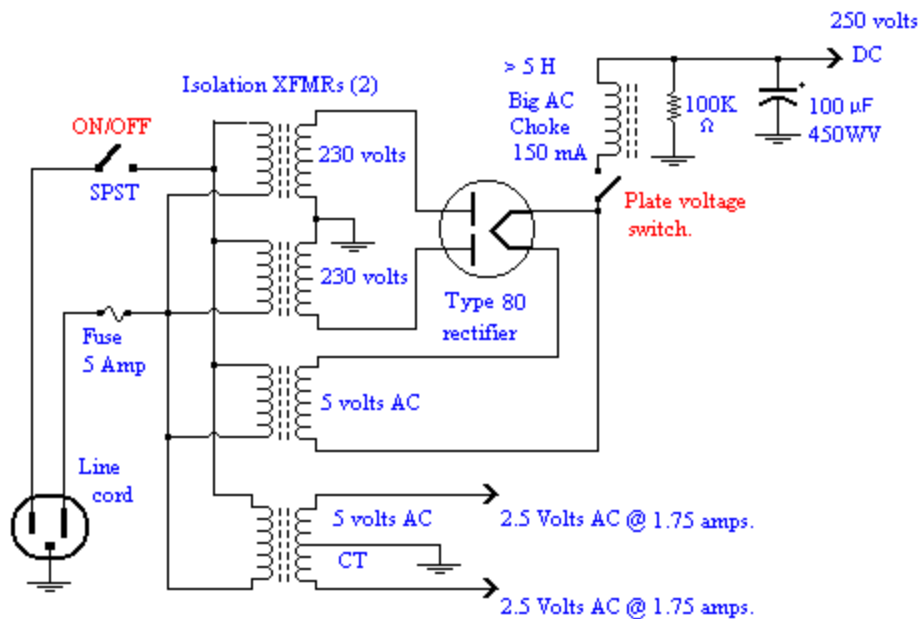 250 volts
DC
> 5 H
Big AC
Choke
150 mA
100K
Ω
+
100 µF
450WV
Isolation XFMRs (2)
ON/OFF
SPST
230 volts
Plate voltage
switch.
230 volts
Type 80
rectifier
Fuse
5 Amp
5 volts AC
Line
cord
5 volts AC
CT
2.5 Volts AC @ 1.75 amps.
2.5 Volts AC @ 1.75 amps.